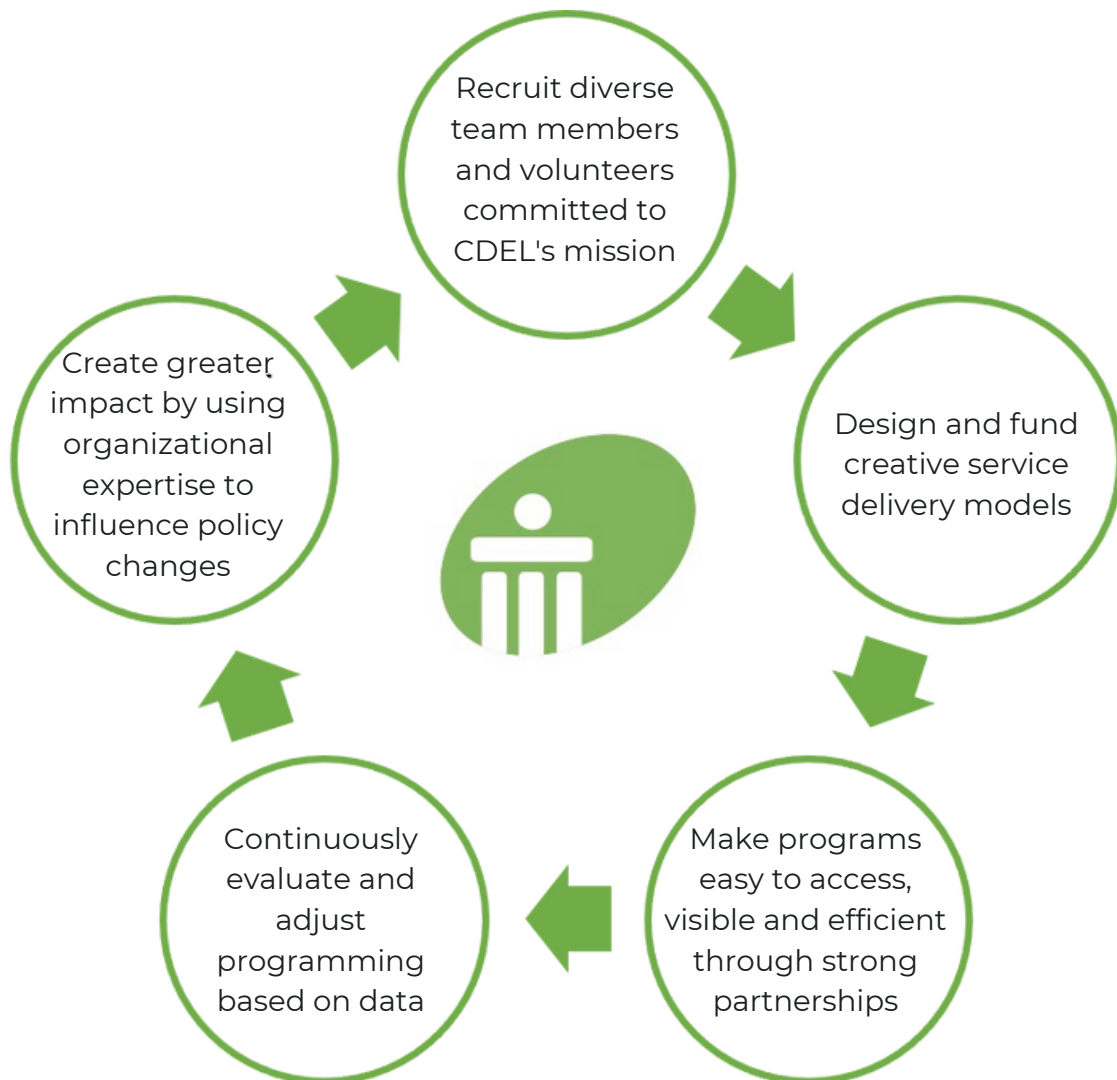 Recruit diverse
team members
and volunteers
committed to
CDEL's mission
Design and fund
creative service
delivery models
Make programs
easy to access,
visible and efficient
through strong
partnerships
Continuously
evaluate and
adjust
programming
based on data
Create greater
impact by using
organizational
expertise to
influence policy
changes